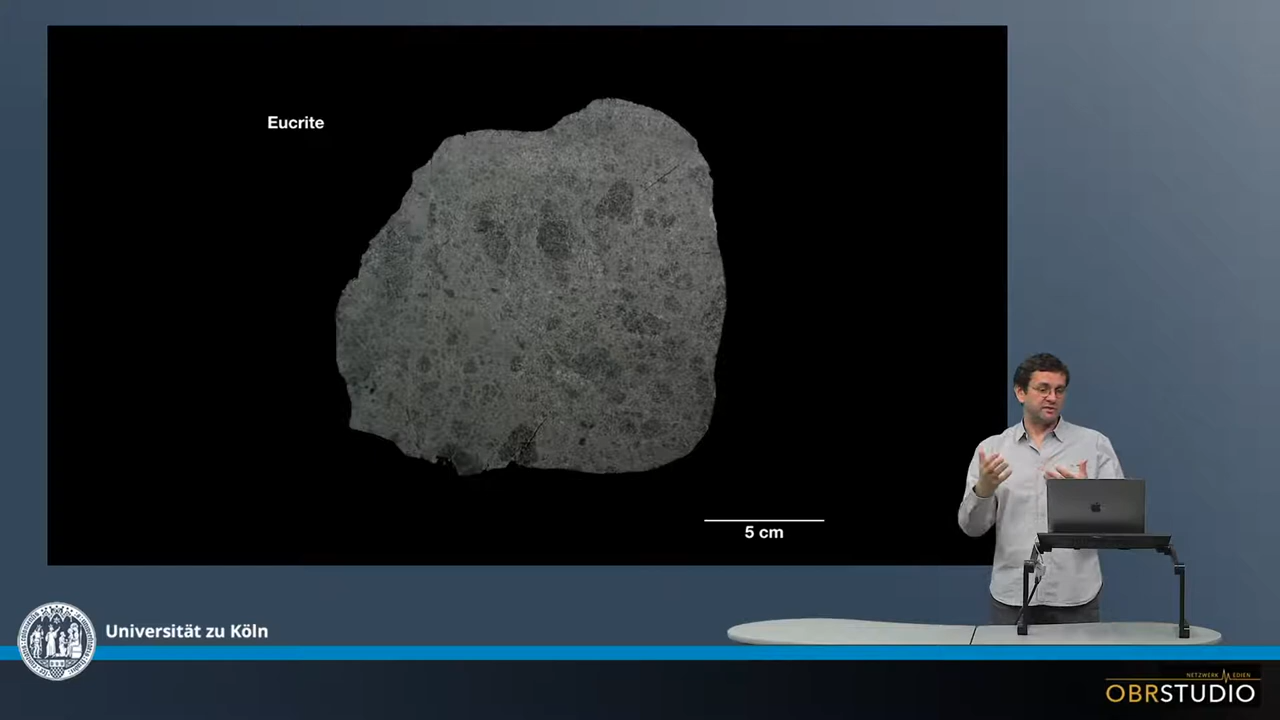 Eucrite
5 cm
Universität zu Köln
NETZWERK MEDIEN
OBRSTUDIO